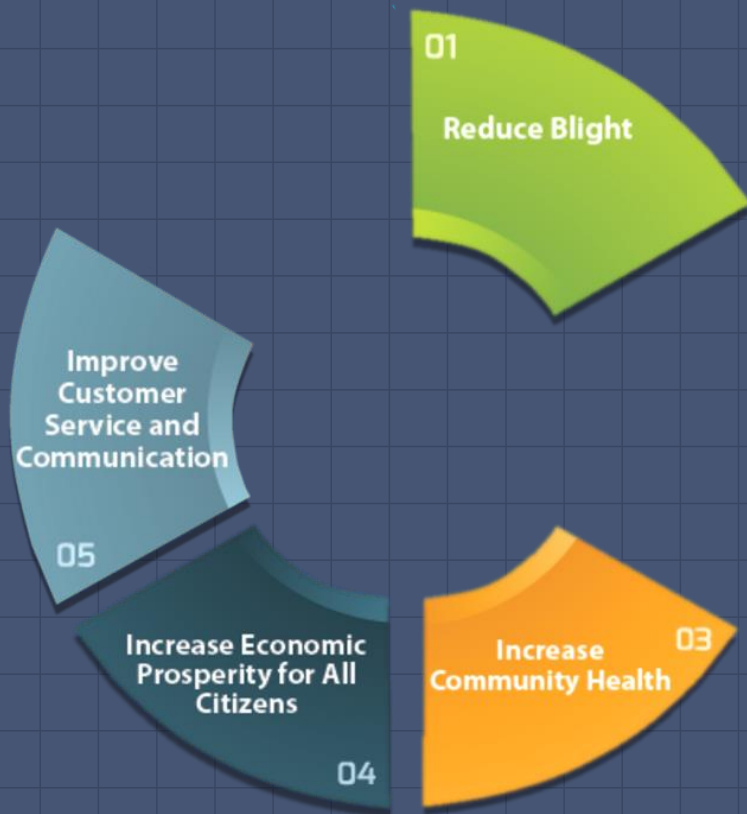 01
Reduce Blight
Increase
Community Health
03
Increase Economic
Prosperity for All
Citizens
04
Improve
Customer
Service and
Communication
05